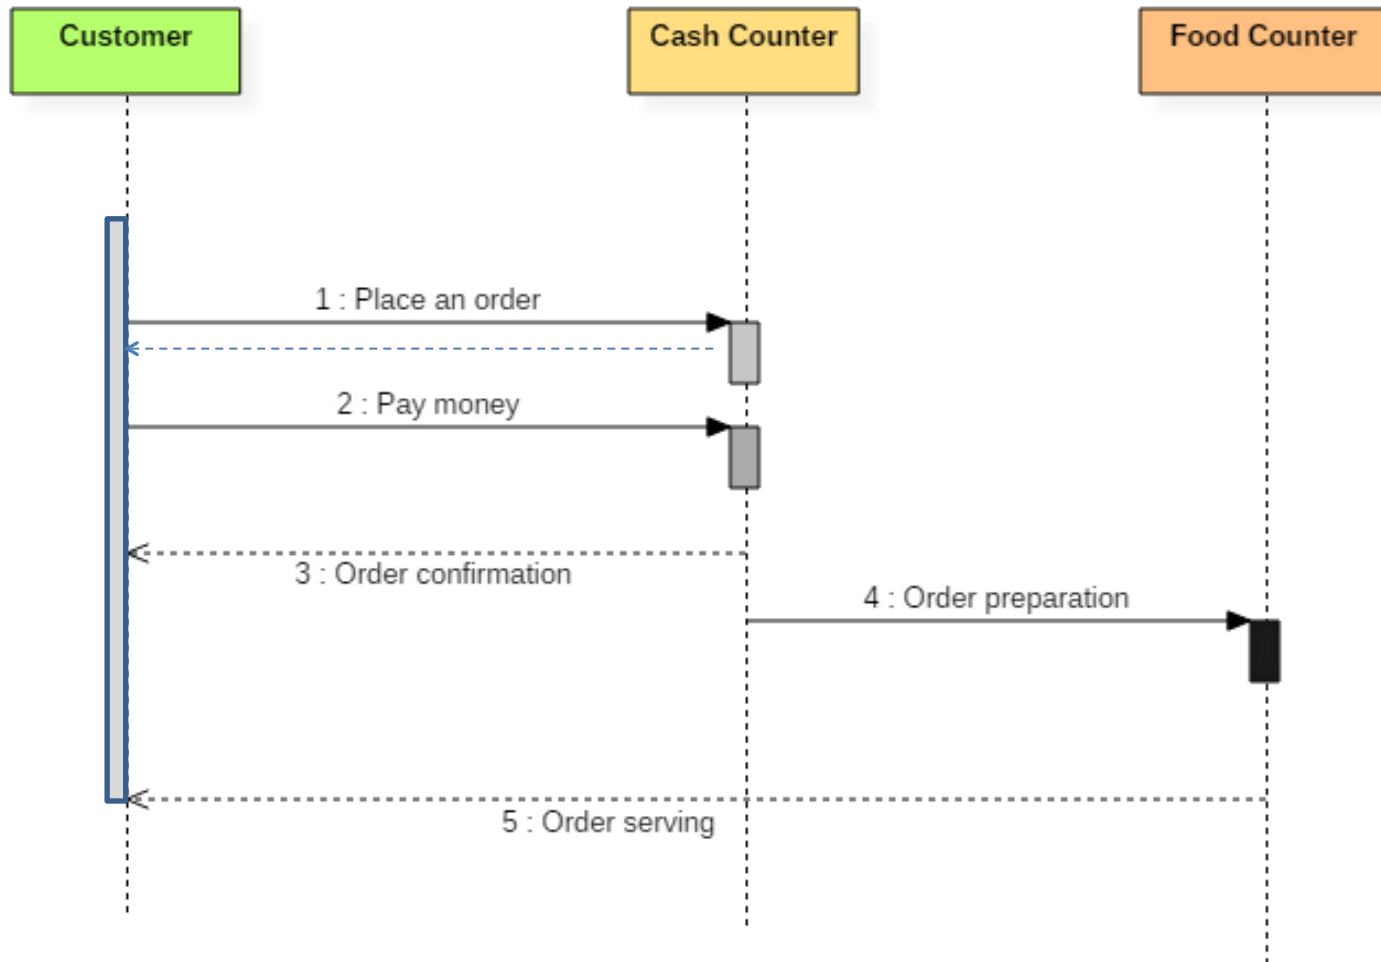 Customer
Cash Counter
Food Counter
1 : Place an order
2 : Pay money
3 : Order confirmation
4 : Order preparation
5 : Order serving